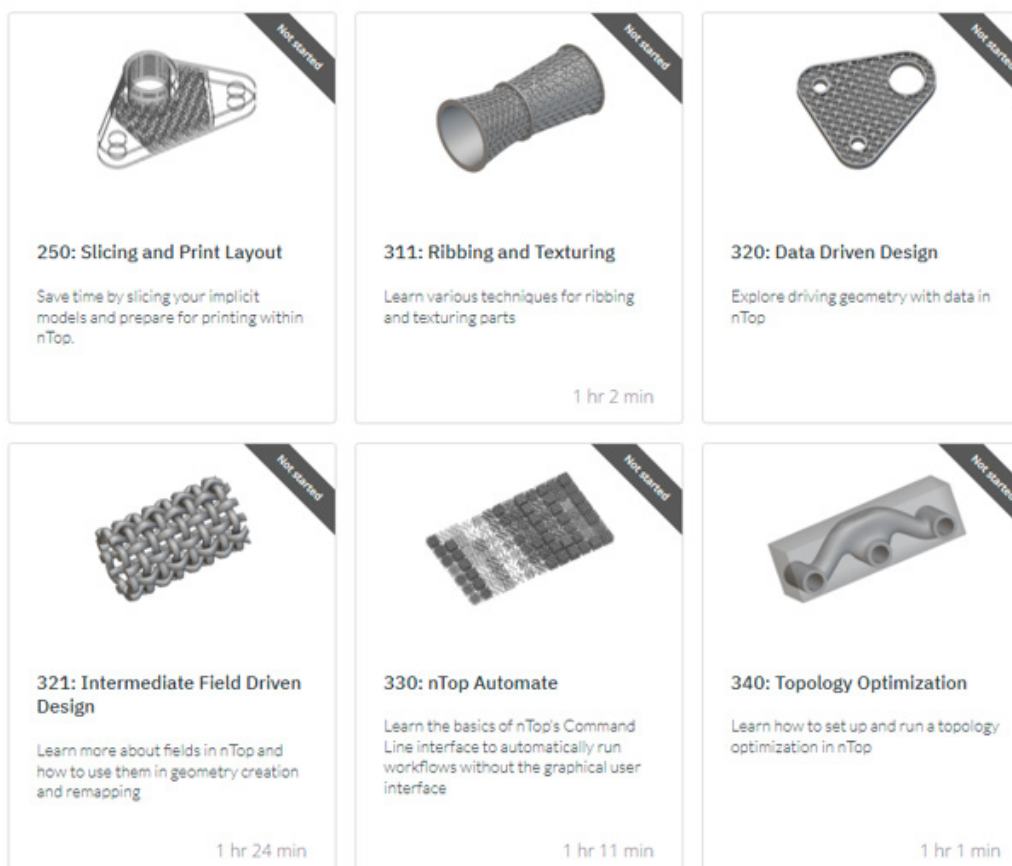 Not started
250: Slicing and Print Layout
Save time by slicing your implicit
models and prepare for printing within
nTop.
Not started
311: Ribbing and Texturing
Learn various techniques for ribbing
and texturing parts
1 hr 2 min
Not started
320: Data Driven Design
Explore driving geometry with data in
nTop
Not started
321: Intermediate Field Driven
Design
Learn more about fields in nTop and
how to use them in geometry creation
and remapping
1 hr 24 min
Not started
330: nTop Automate
Learn the basics of nTop's Command
Line interface to automatically run
workflows without the graphical user
interface
1 hr 11 min
Not started
340: Topology Optimization
Learn how to set up and run a topology
optimization in nTop
1 hr 1 min